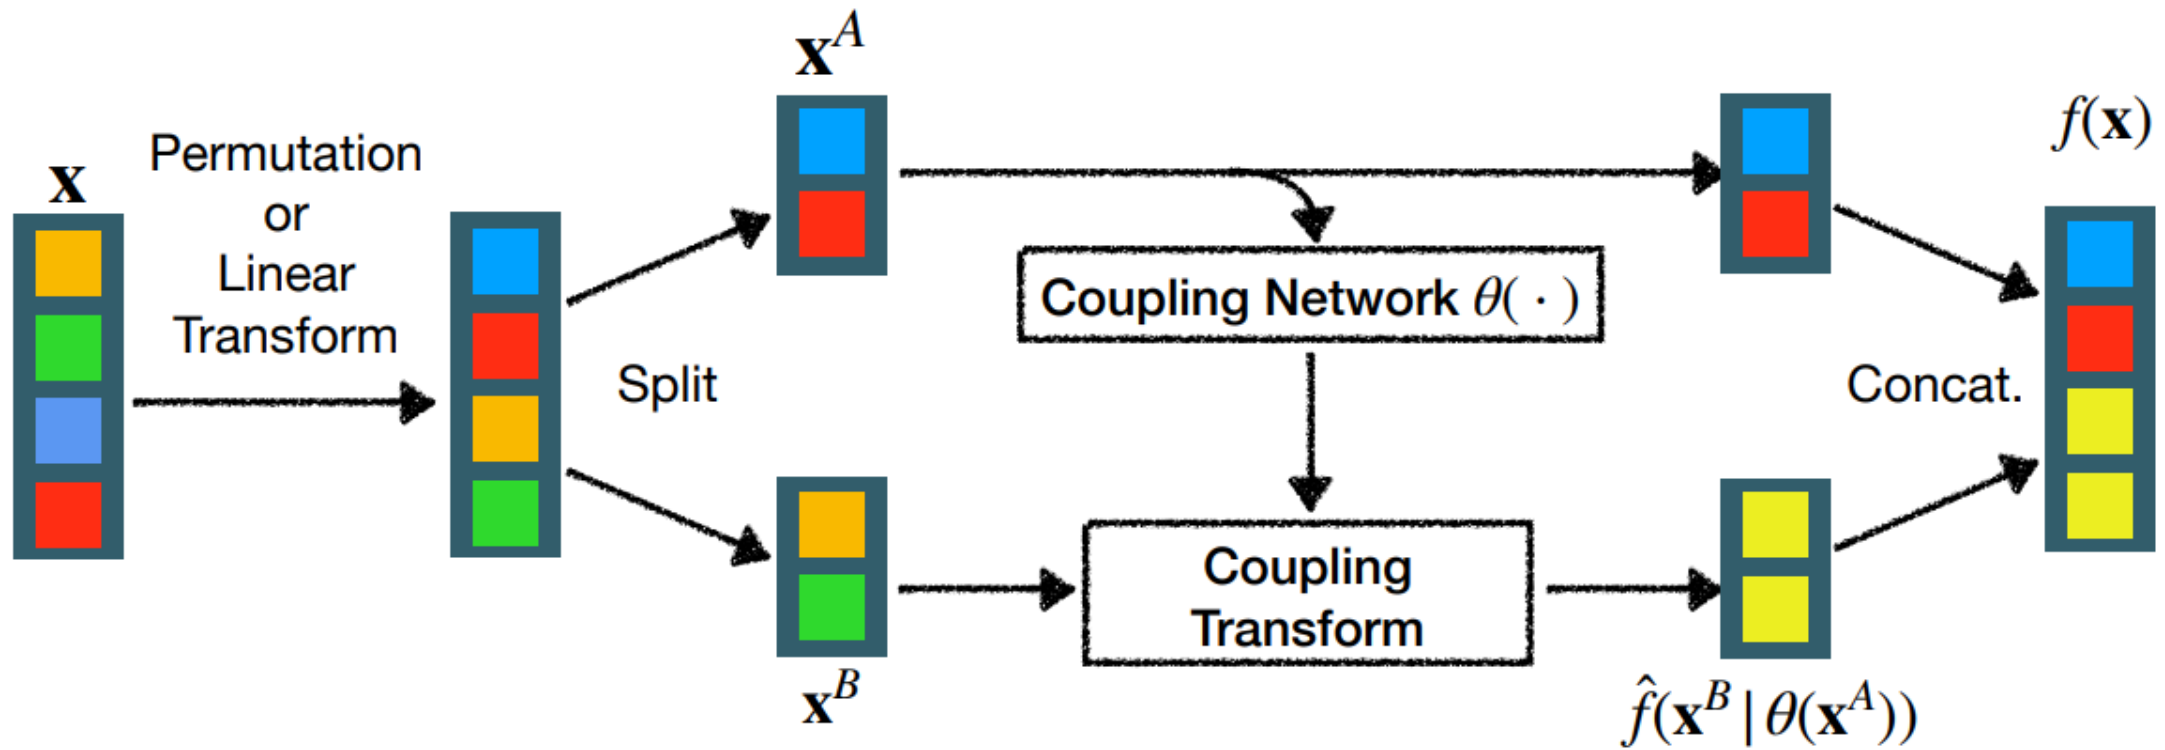 x
Permutation
or
Linear
Transform
Split
x^A
x^B
Coupling Network θ( · )
Coupling
Transform
f̂(x^B | θ(x^A))
Concat.
f(x)